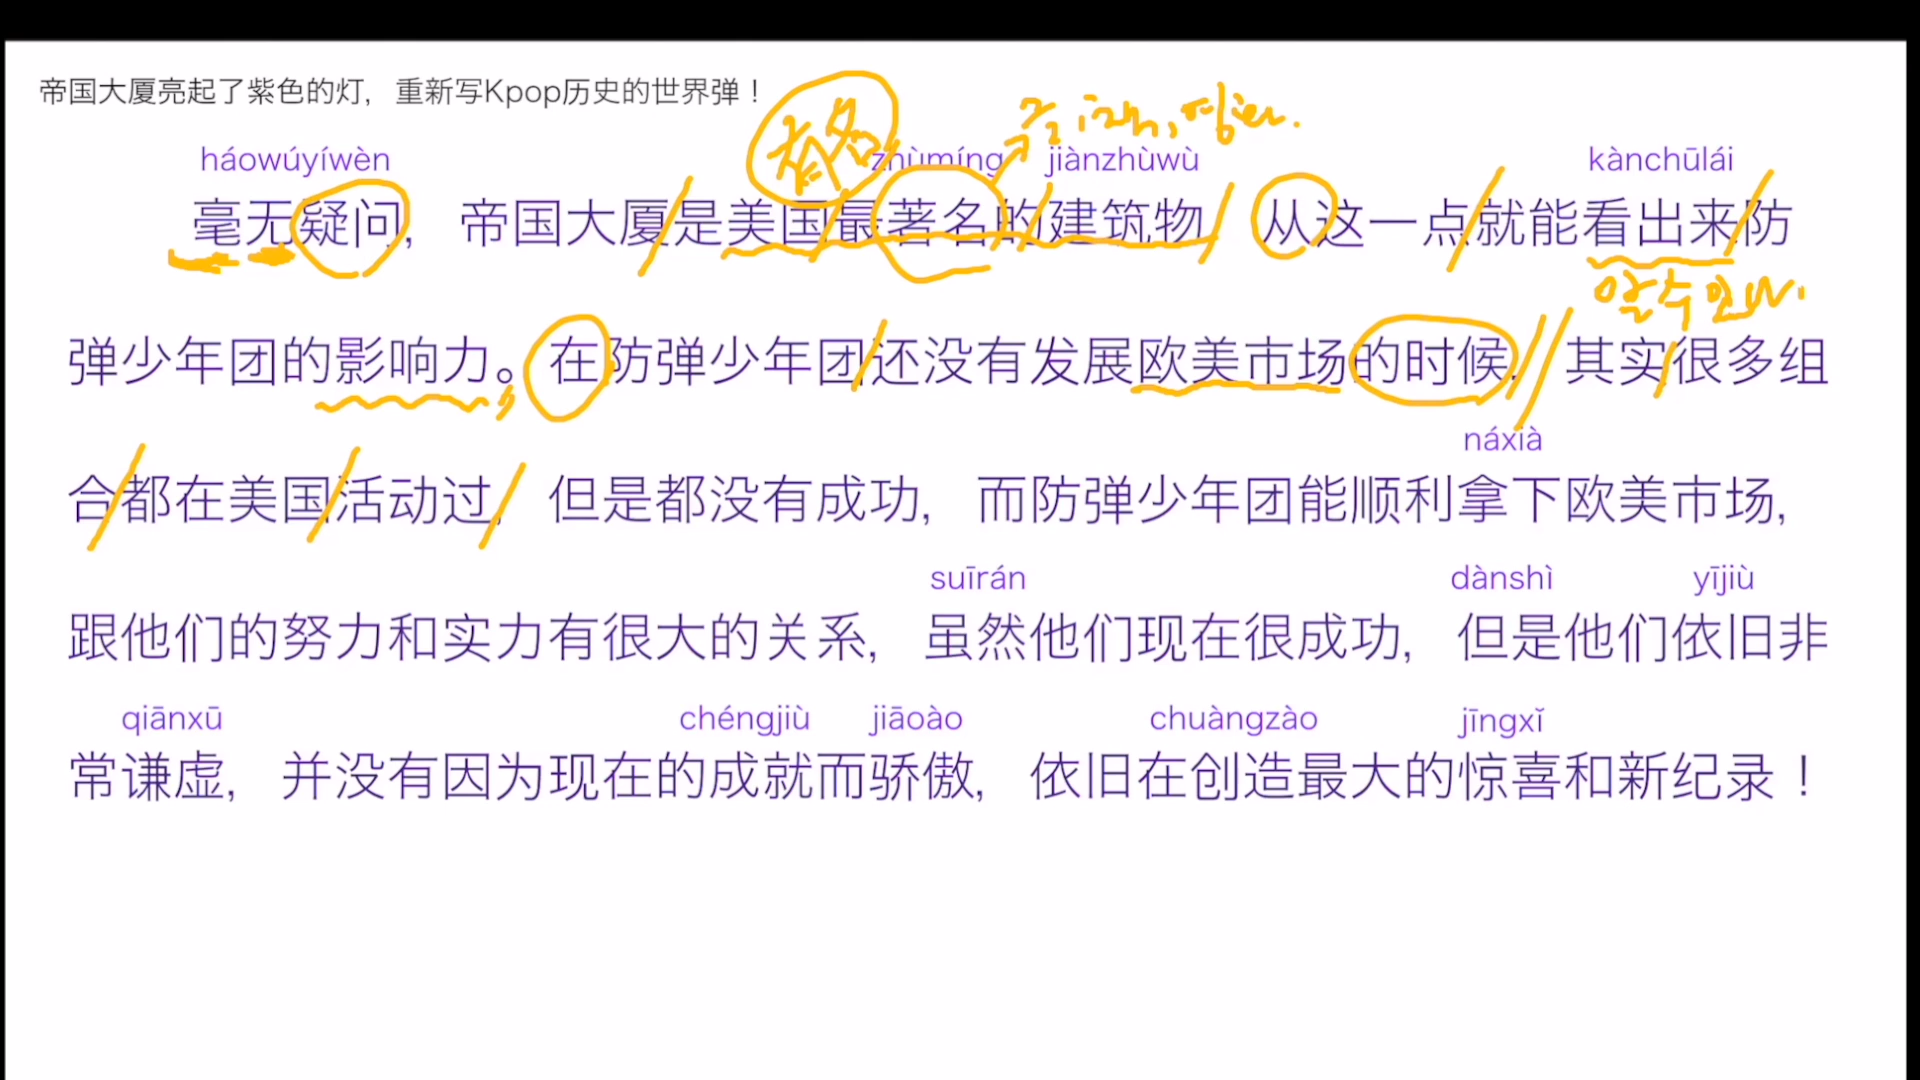 帝国大厦亮起了紫色的灯，重新写Kpop历史的世界弹！
有名
háowúyíwèn zhùmíng jiànzhùwù kànchūlái
毫无疑问，帝国大厦是美国最著名的建筑物，从这一点就能看出来防
알 수 있다.
弹少年团的影响力。在防弹少年团还没有发展欧美市场的时候，其实很多组
náxià
合都在美国活动过，但是都没有成功，而防弹少年团能顺利拿下欧美市场，
suīrán dànshì yījiù
跟他们的努力和实力有很大的关系，虽然他们现在很成功，但是他们依旧非
qiānxū chéngjiù jiāoào chuàngzào jīngxǐ
常谦虚，并没有因为现在的成就而骄傲，依旧在创造最大的惊喜和新纪录！